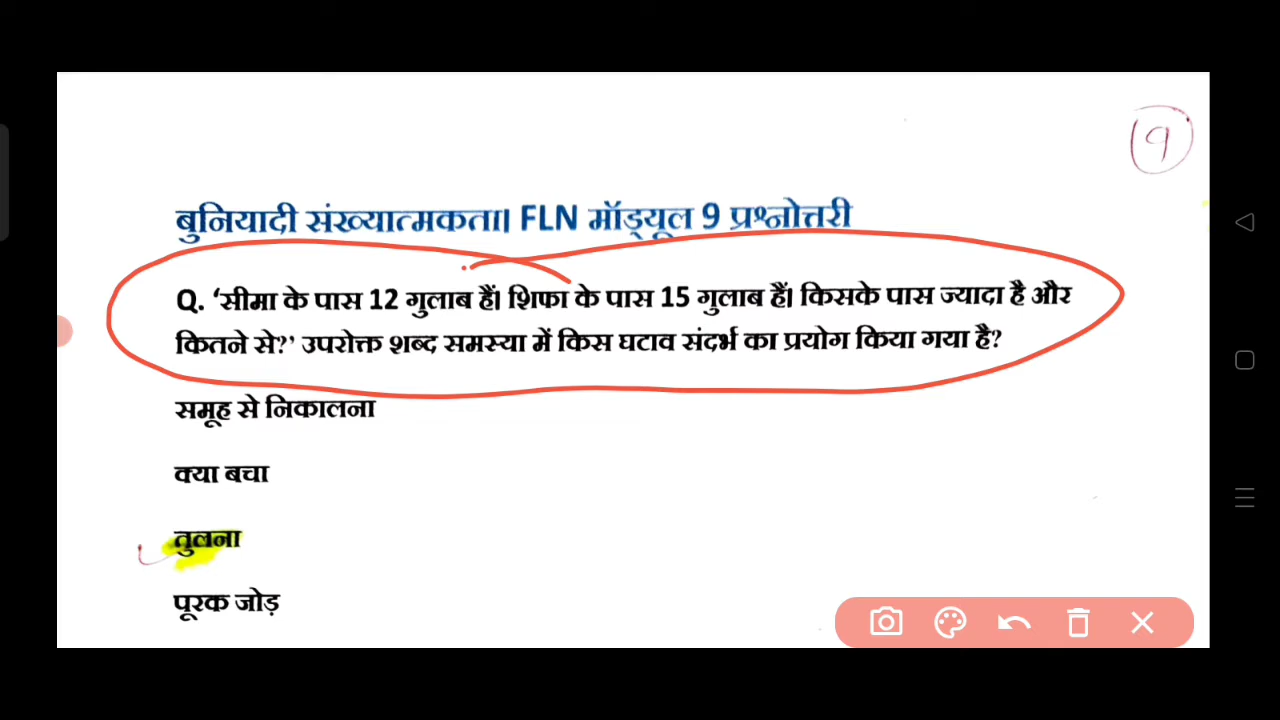 9
बुनियादी संख्यात्मकता। FLN मॉड्यूल 9 प्रश्नोत्तरी
Q. ‘सीमा के पास 12 गुलाब हैं। शिफा के पास 15 गुलाब हैं। किसके पास ज्यादा है और
कितने से?’ उपरोक्त शब्द समस्या में किस घटाव संदर्भ का प्रयोग किया गया है?
समूह से निकालना
क्या बचा
तुलना
पूरक जोड़